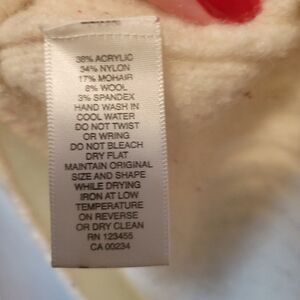 38% ACRYLIC
34% NYLON
17% MOHAIR
8% WOOL
3% SPANDEX
HAND WASH IN
COOL WATER
DO NOT TWIST
OR WRING
DO NOT BLEACH
DRY FLAT
MAINTAIN ORIGINAL
SIZE AND SHAPE
WHILE DRYING
IRON AT LOW
TEMPERATURE
ON REVERSE
OR DRY CLEAN
RN 123455
CA 00234